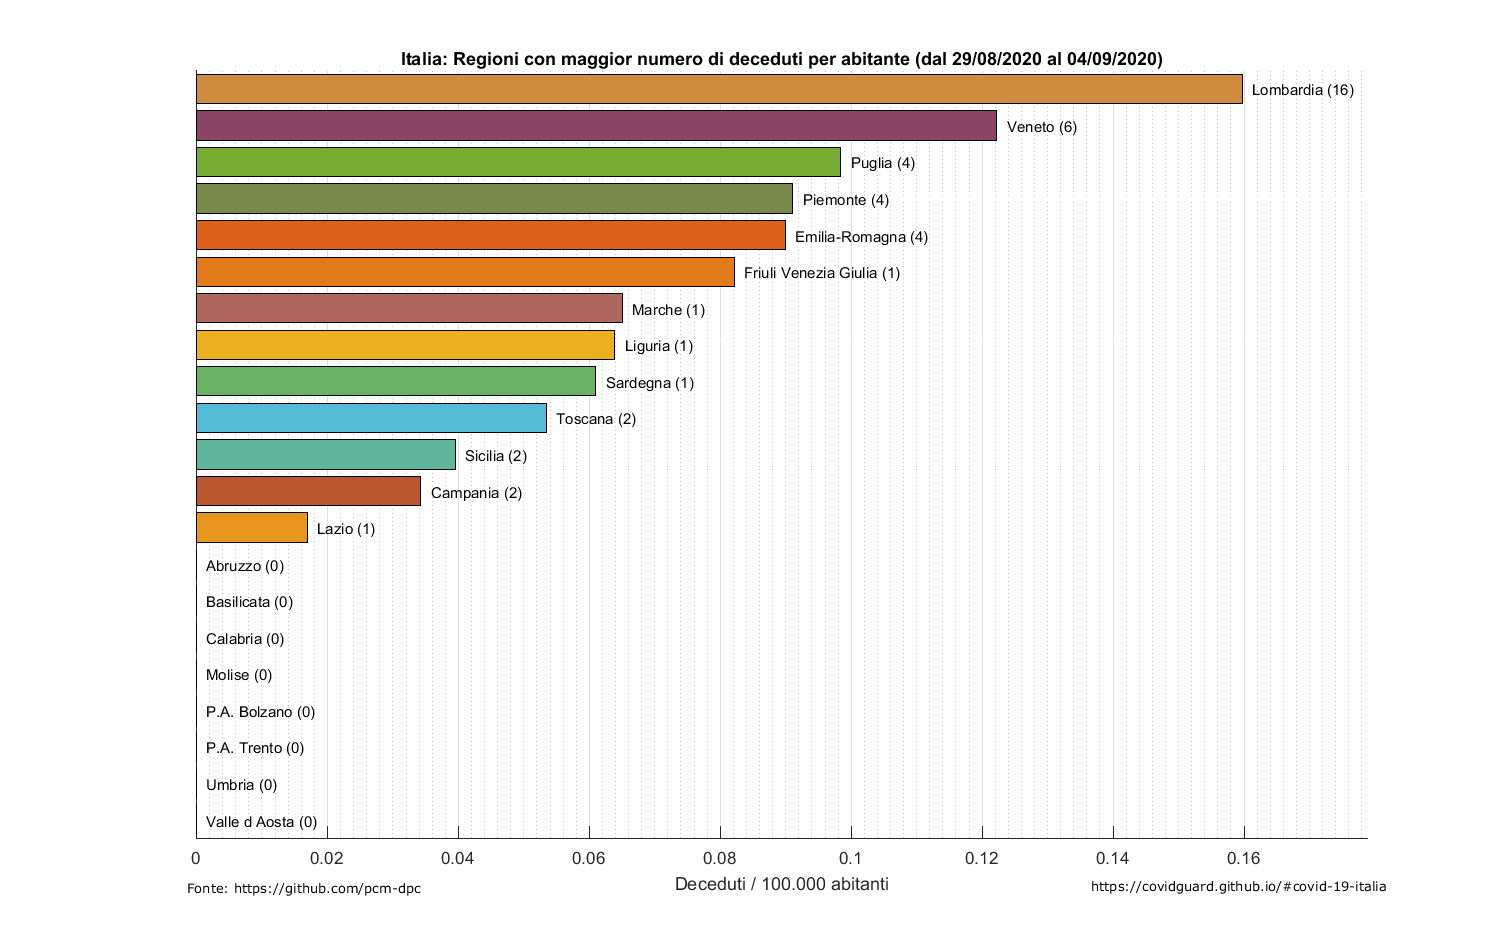 Italia: Regioni con maggior numero di deceduti per abitante (dal 29/08/2020 al 04/09/2020)
Lombardia (16)
Veneto (6)
Puglia (4)
Piemonte (4)
Emilia-Romagna (4)
Friuli Venezia Giulia (1)
Marche (1)
Liguria (1)
Sardegna (1)
Toscana (2)
Sicilia (2)
Campania (2)
Lazio (1)
Abruzzo (0)
Basilicata (0)
Calabria (0)
Molise (0)
P.A. Bolzano (0)
P.A. Trento (0)
Umbria (0)
Valle d Aosta (0)
0 0.02 0.04 0.06 0.08 0.1 0.12 0.14 0.16
Deceduti / 100.000 abitanti
Fonte: https://github.com/pcm-dpc
https://covidguard.github.io/#covid-19-italia